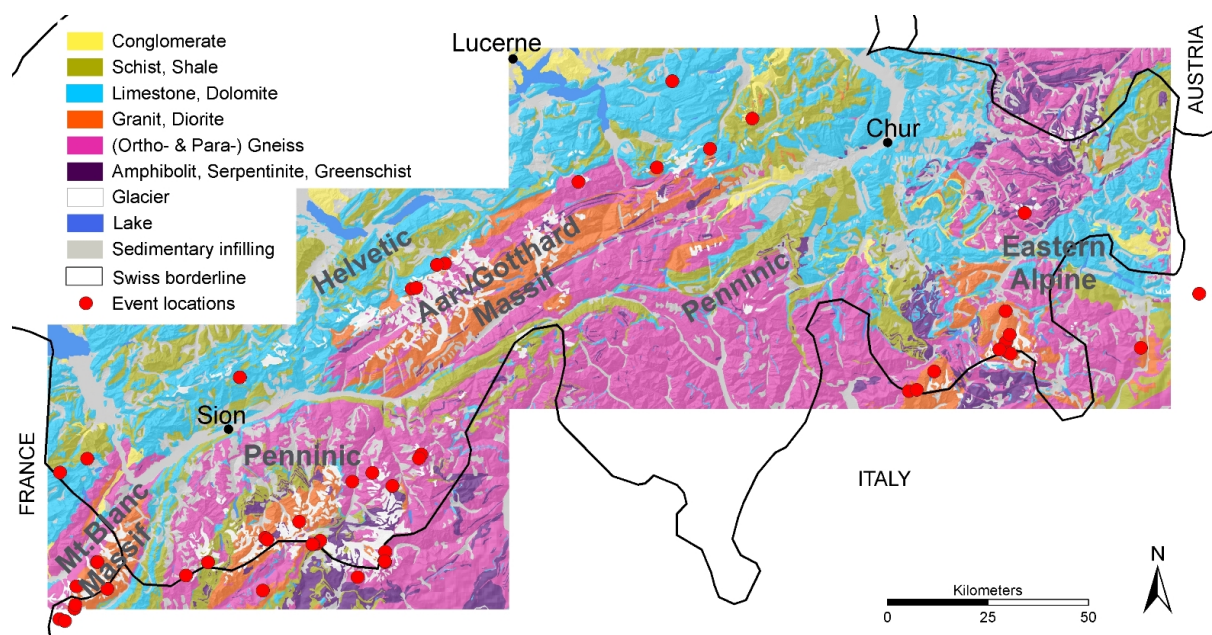 Conglomerate
Schist, Shale
Limestone, Dolomite
Granit, Diorite
(Ortho- & Para-) Gneiss
Amphibolit, Serpentinite, Greenschist
Glacier
Lake
Sedimentary infilling
Swiss borderline
Event locations
Lucerne
AUSTRIA
Chur
Helvetic
Aar-/Gotthard
Massif
Penninic
Eastern
Alpine
Sion
Penninic
FRANCE
Mt.Blanc
Massif
ITALY
N
Kilometers
0 25 50